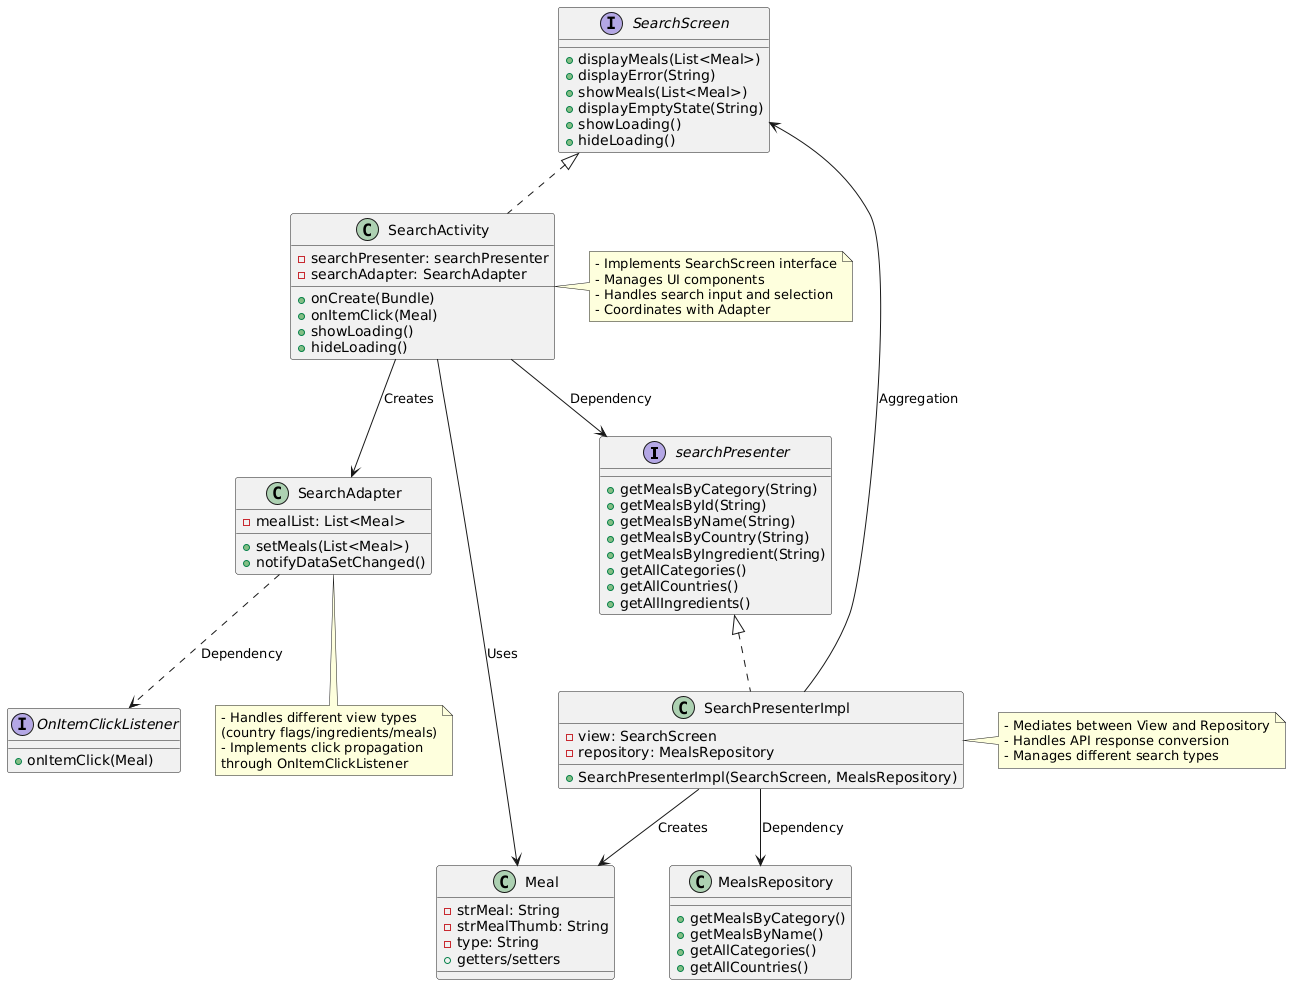 SearchScreen
displayMeals(List<Meal>)
displayError(String)
showMeals(List<Meal>)
displayEmptyState(String)
showLoading()
hideLoading()
SearchActivity
searchPresenter: searchPresenter
searchAdapter: SearchAdapter
onCreate(Bundle)
onItemClick(Meal)
showLoading()
hideLoading()
- Implements SearchScreen interface
- Manages UI components
- Handles search input and selection
- Coordinates with Adapter
Creates
Dependency
Aggregation
searchPresenter
getMealsByCategory(String)
getMealsById(String)
getMealsByName(String)
getMealsByCountry(String)
getMealsByIngredient(String)
getAllCategories()
getAllCountries()
getAllIngredients()
SearchAdapter
mealList: List<Meal>
setMeals(List<Meal>)
notifyDataSetChanged()
Dependency
Uses
OnItemClickListener
onItemClick(Meal)
- Handles different view types
(country flags/ingredients/meals)
- Implements click propagation
through OnItemClickListener
SearchPresenterImpl
view: SearchScreen
repository: MealsRepository
SearchPresenterImpl(SearchScreen, MealsRepository)
- Mediates between View and Repository
- Handles API response conversion
- Manages different search types
Creates
Dependency
Meal
strMeal: String
strMealThumb: String
type: String
getters/setters
MealsRepository
getMealsByCategory()
getMealsByName()
getAllCategories()
getAllCountries()